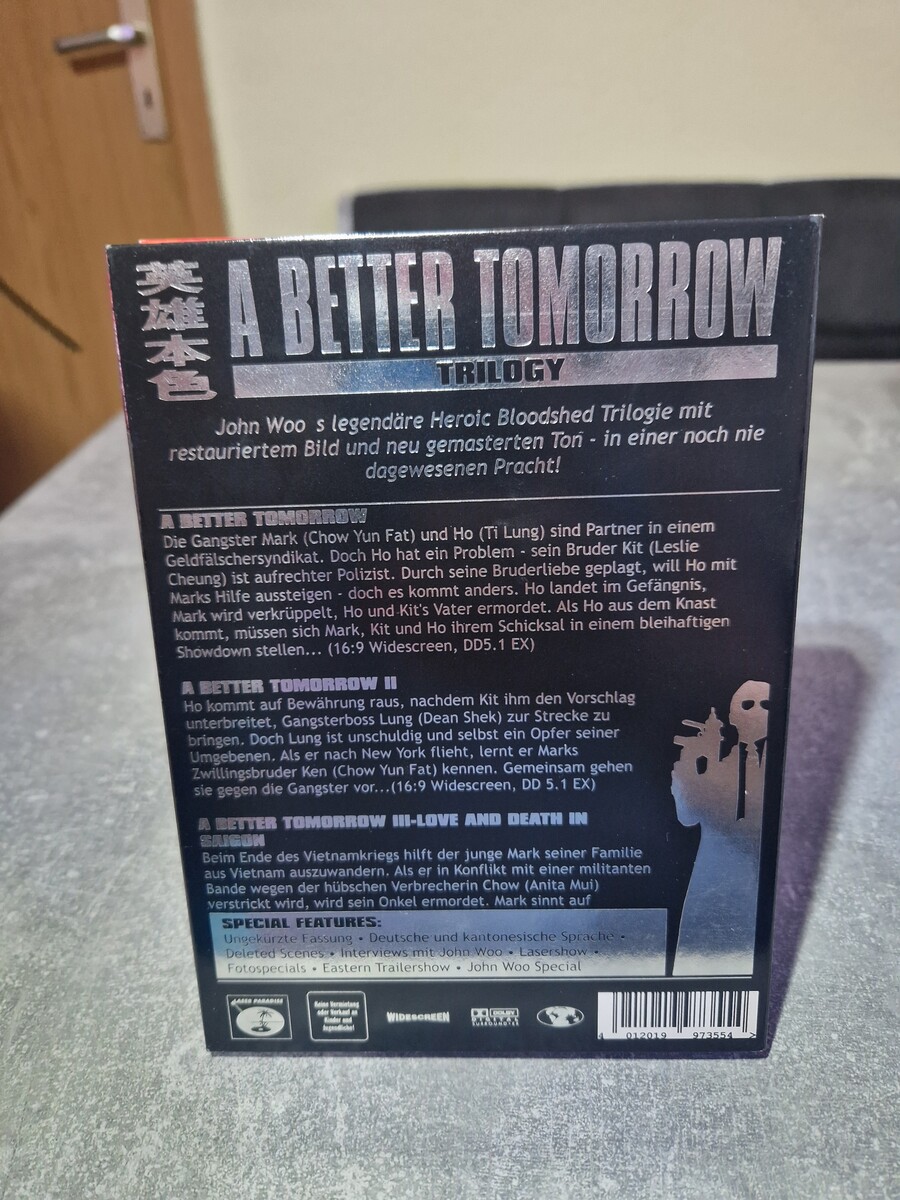 英雄本色
A BETTER TOMORROW
TRILOGY
John Woo s legendäre Heroic Bloodshed Trilogie mit
restauriertem Bild und neu gemasterten Ton - in einer noch nie
dagewesenen Pracht!
A BETTER TOMORROW
Die Gangster Mark (Chow Yun Fat) und Ho (Ti Lung) sind Partner in einem
Geldfälschersyndikat. Doch Ho hat ein Problem - sein Bruder Kit (Leslie
Cheung) ist aufrechter Polizist. Durch seine Bruderliebe geplagt, will Ho mit
Marks Hilfe aussteigen - doch es kommt anders. Ho landet im Gefängnis,
Mark wird verkrüppelt, Ho und Kit's Vater ermordet. Als Ho aus dem Knast
kommt, müssen sich Mark, Kit und Ho ihrem Schicksal in einem bleihaftigen
Showdown stellen... (16:9 Widescreen, DD5.1 EX)
A BETTER TOMORROW II
Ho kommt auf Bewährung raus, nachdem Kit ihm den Vorschlag
unterbreitet, Gangsterboss Lung (Dean Shek) zur Strecke zu
bringen. Doch Lung ist unschuldig und selbst ein Opfer seiner
Umgebenen. Als er nach New York flieht, lernt er Marks
Zwillingsbruder Ken (Chow Yun Fat) kennen. Gemeinsam gehen
sie gegen die Gangster vor...(16:9 Widescreen, DD 5.1 EX)
A BETTER TOMORROW III-LOVE AND DEATH IN
SAIGON
Beim Ende des Vietnamkriegs hilft der junge Mark seiner Familie
aus Vietnam auszuwandern. Als er in Konflikt mit einer militanten
Bande wegen der hübschen Verbrecherin Chow (Anita Mui)
verstrickt wird, wird sein Onkel ermordet. Mark sinnt auf
SPECIAL FEATURES:
Ungekürzte Fassung • Deutsche und kantonesische Sprache •
Deleted Scenes • Interviews mit John Woo • Lasershow •
Fotospecials • Eastern Trailershow • John Woo Special
LASER PARADISE
Keine Vermietung
oder Verkauf an
Kinder und
Jugendliche!
WIDESCREEN
DOLBY
DIGITAL
4 012019 973554 >